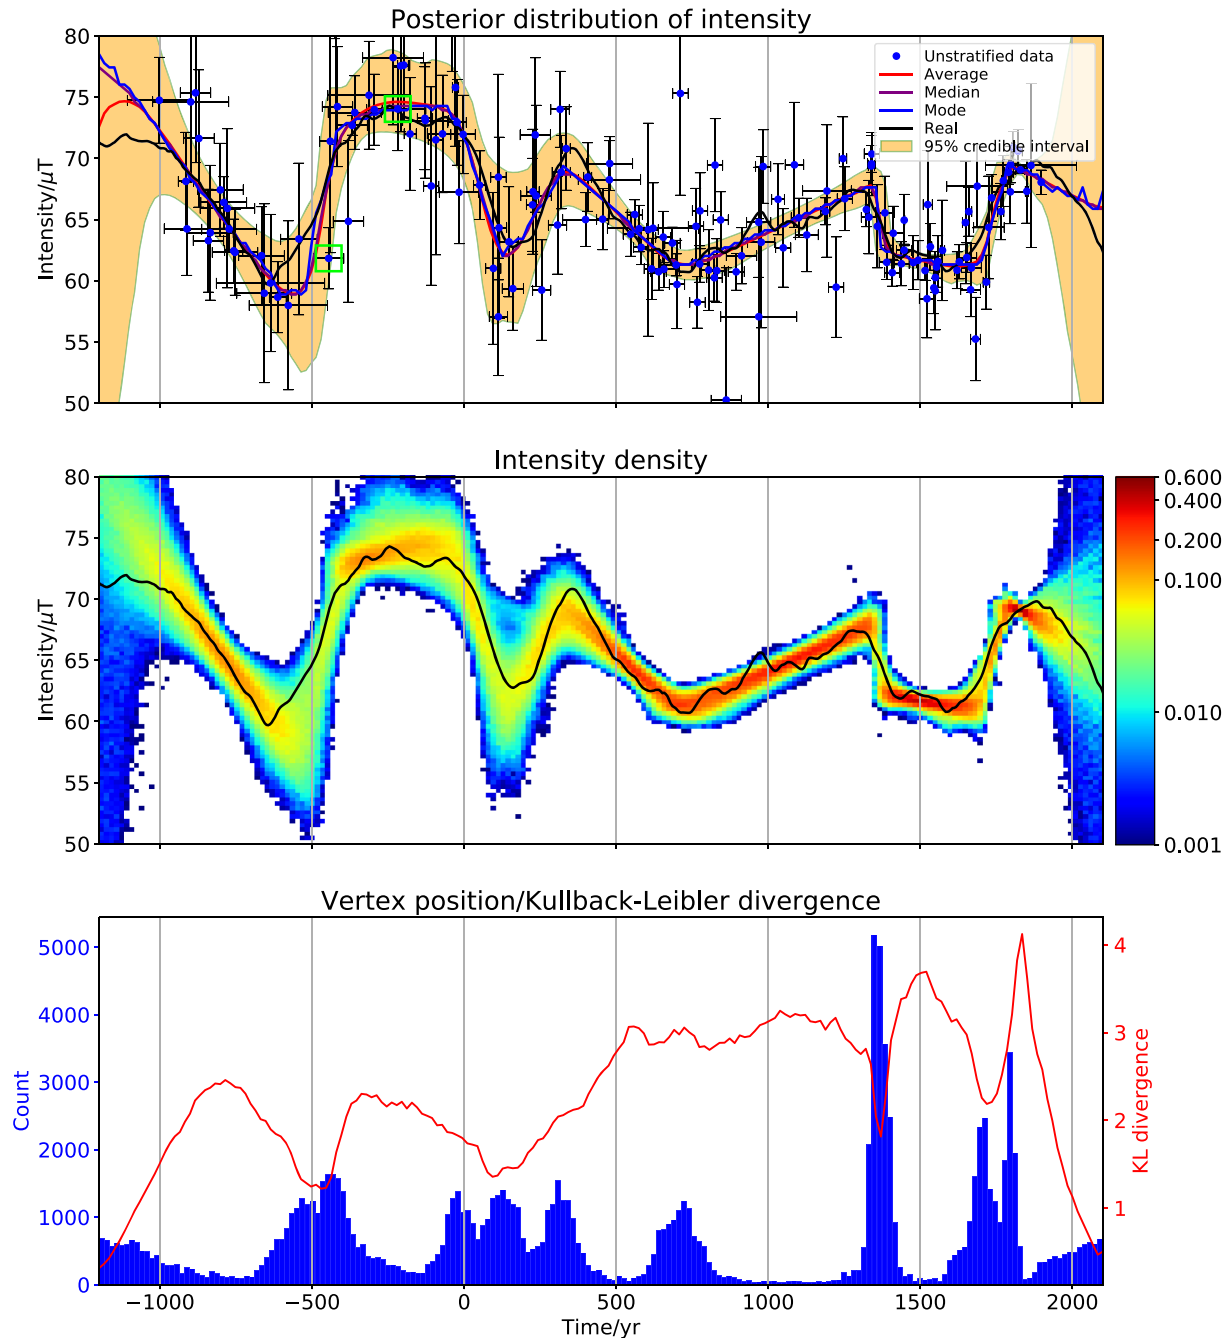 Posterior distribution of intensity
80
75
70
65
60
55
50
Intensity/μT
Unstratified data
Average
Median
Mode
Real
95% credible interval
Intensity density
80
75
70
65
60
55
50
Intensity/μT
0.600
0.400
0.200
0.100
0.010
0.001
Vertex position/Kullback-Leibler divergence
5000
4000
3000
2000
1000
0
Count
4
3
2
1
KL divergence
−1000 −500 0 500 1000 1500 2000
Time/yr